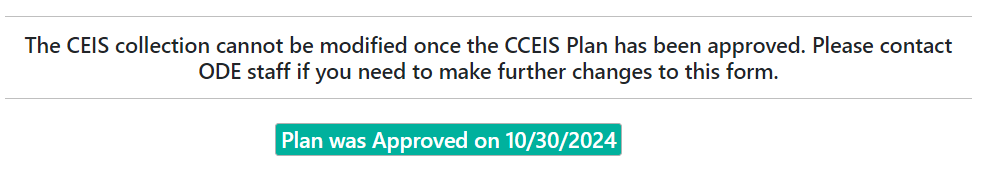 The CEIS collection cannot be modified once the CCEIS Plan has been approved. Please contact
ODE staff if you need to make further changes to this form.
Plan was Approved on 10/30/2024